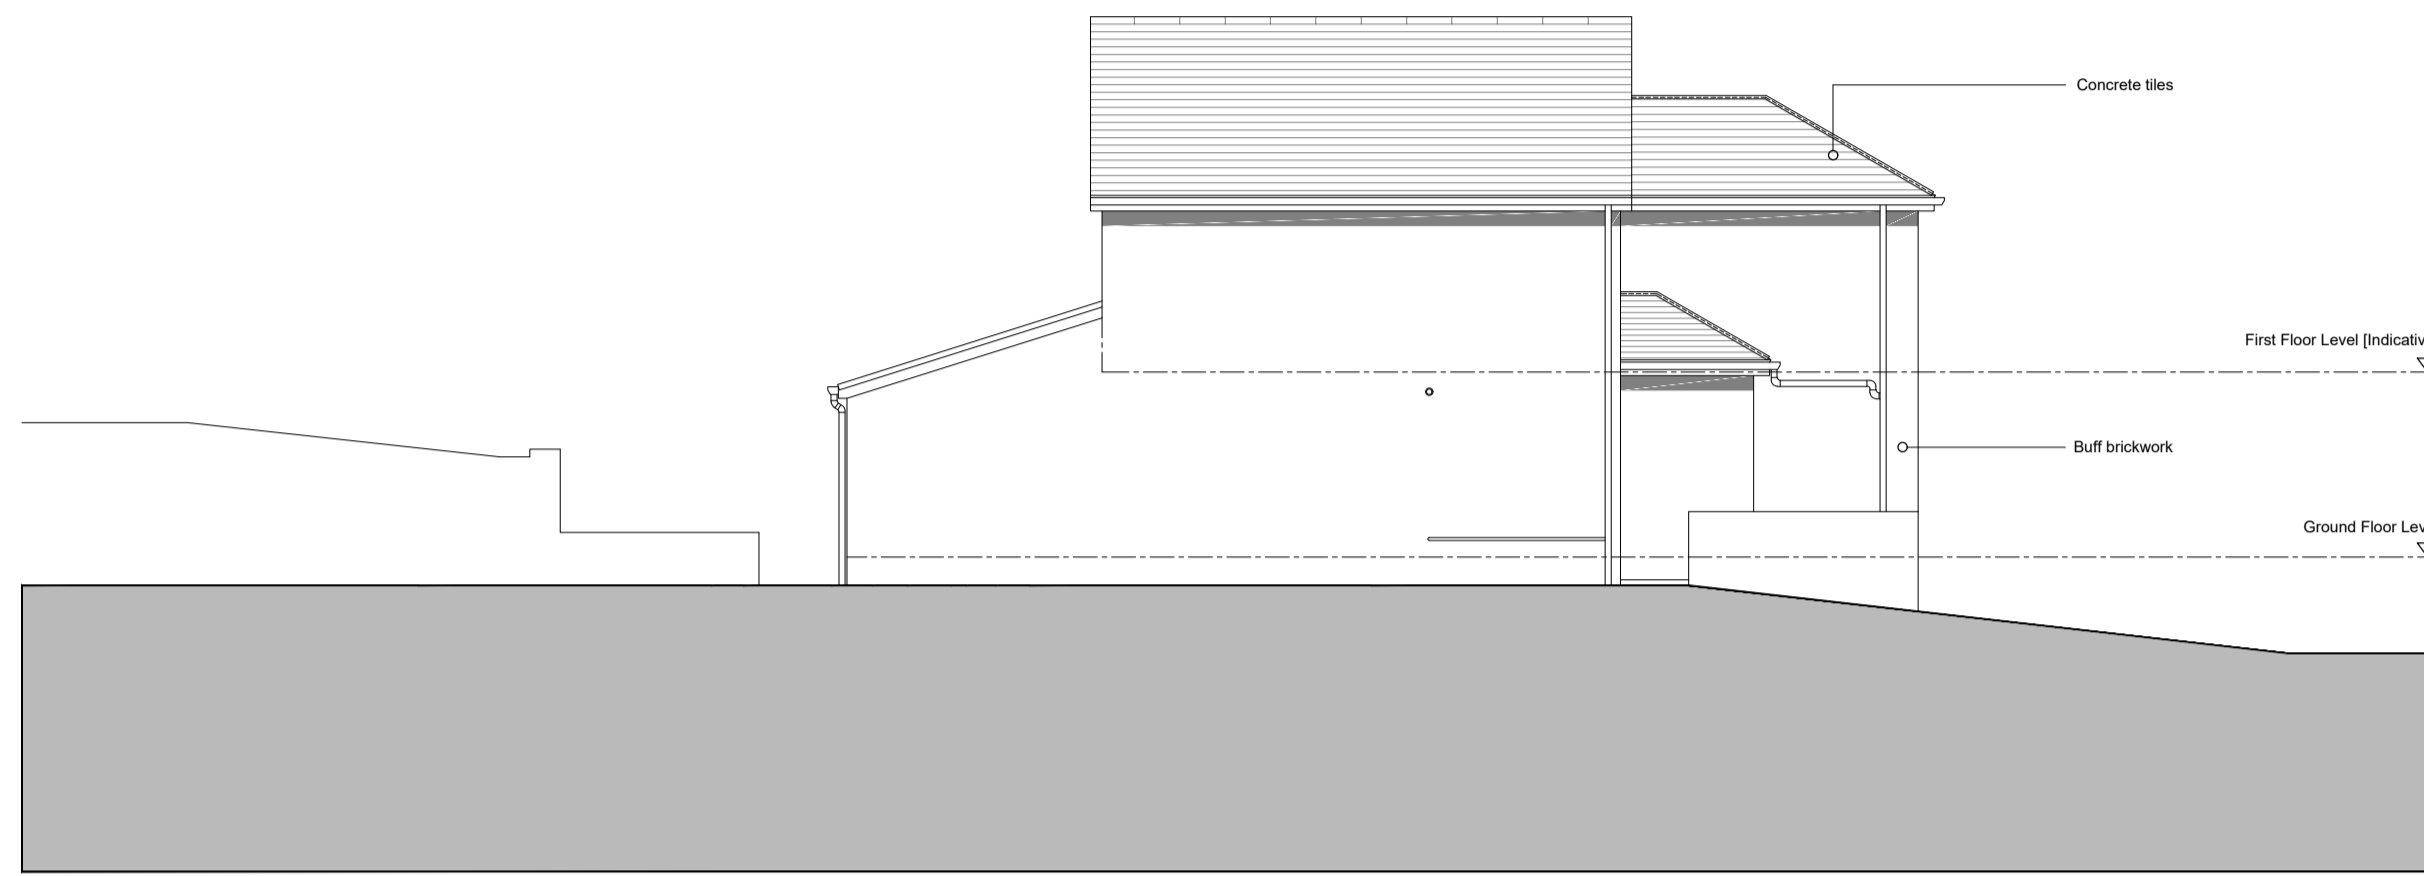 Concrete tiles
First Floor Level [Indicativ
Buff brickwork
Ground Floor Lev